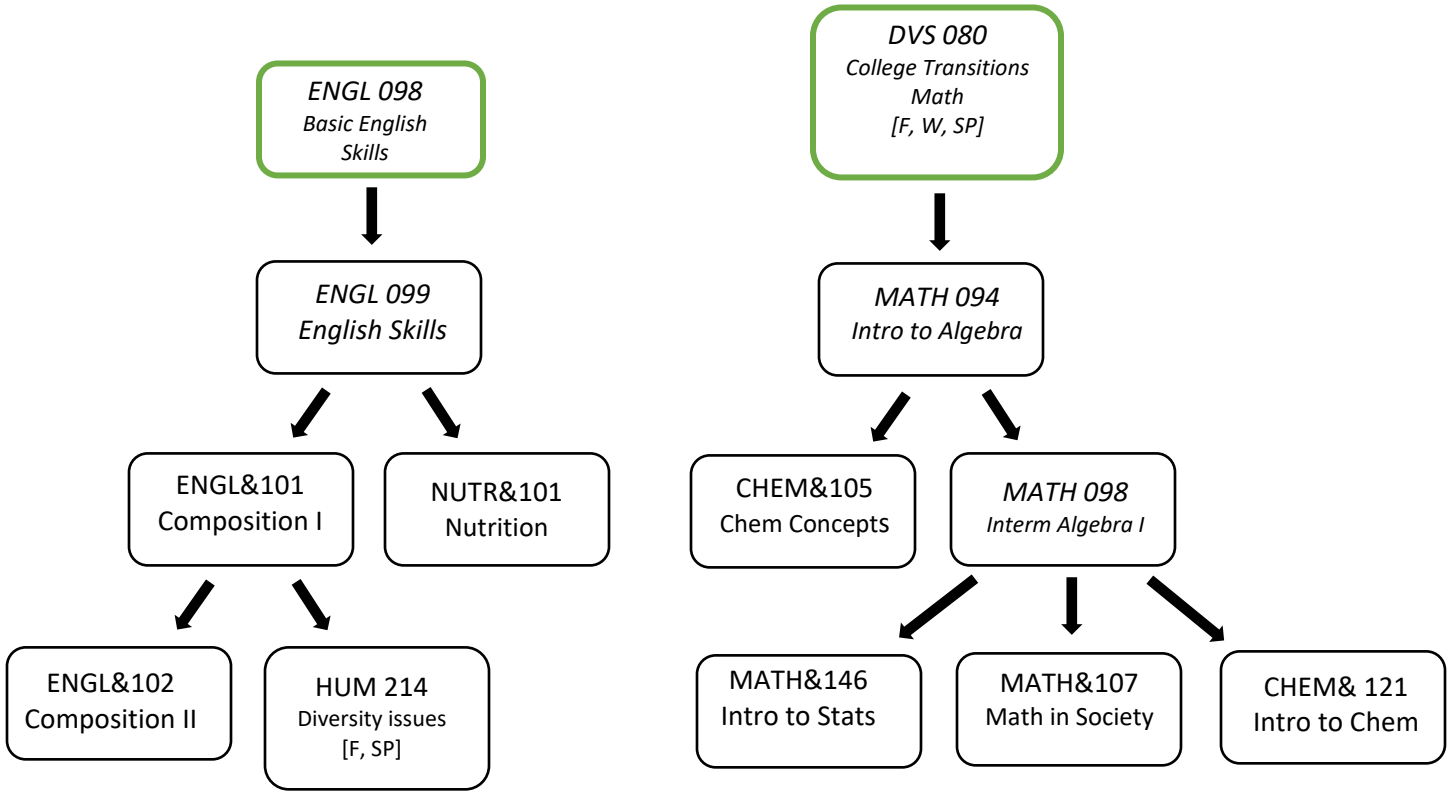 ENGL 098
Basic English
Skills
DVS 080
College Transitions
Math
[F, W, SP]
ENGL 099
English Skills
MATH 094
Intro to Algebra
ENGL&101
Composition I
NUTR&101
Nutrition
CHEM&105
Chem Concepts
MATH 098
Interm Algebra I
ENGL&102
Composition II
HUM 214
Diversity issues
[F, SP]
MATH&146
Intro to Stats
MATH&107
Math in Society
CHEM& 121
Intro to Chem